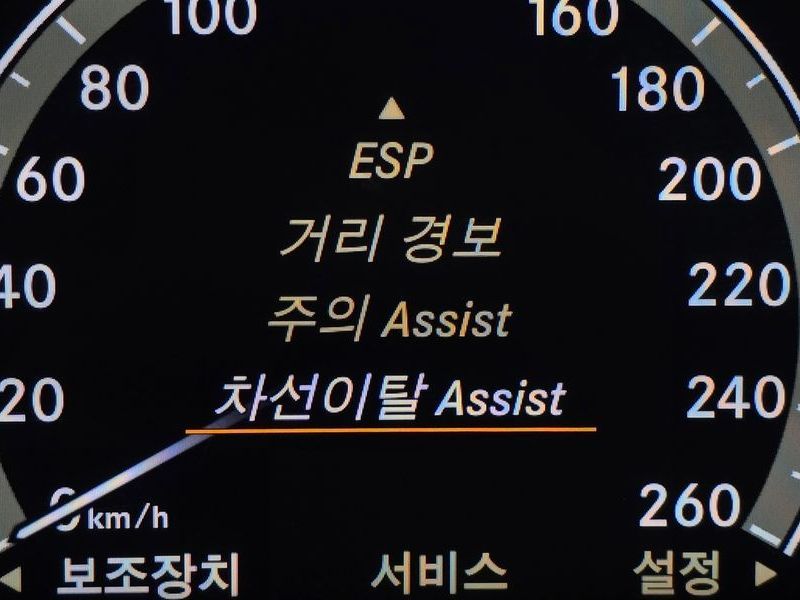 100 160
80 180
ESP
60 200
거리 경보
40 220
주의 Assist
20 240
차선이탈 Assist
0 km/h 260
보조장치 서비스 설정